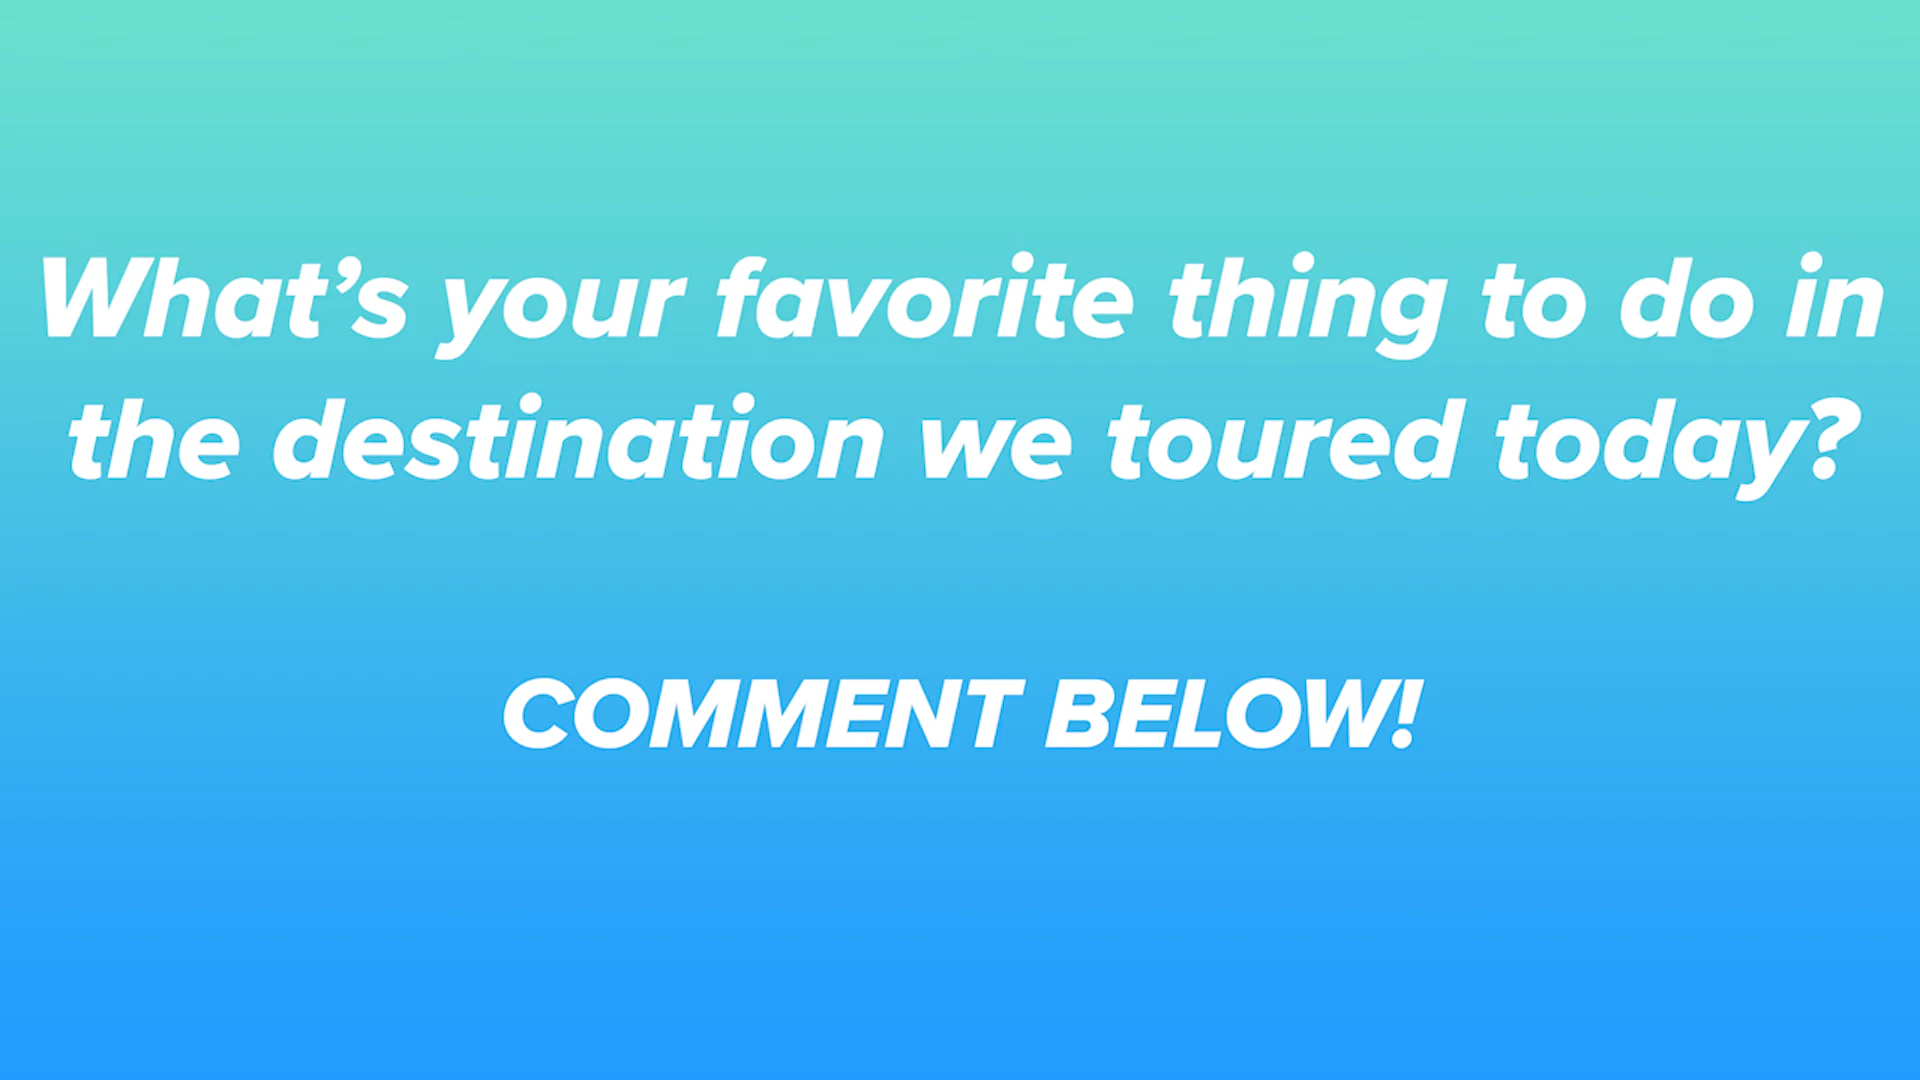 What’s your favorite thing to do in
the destination we toured today?
COMMENT BELOW!